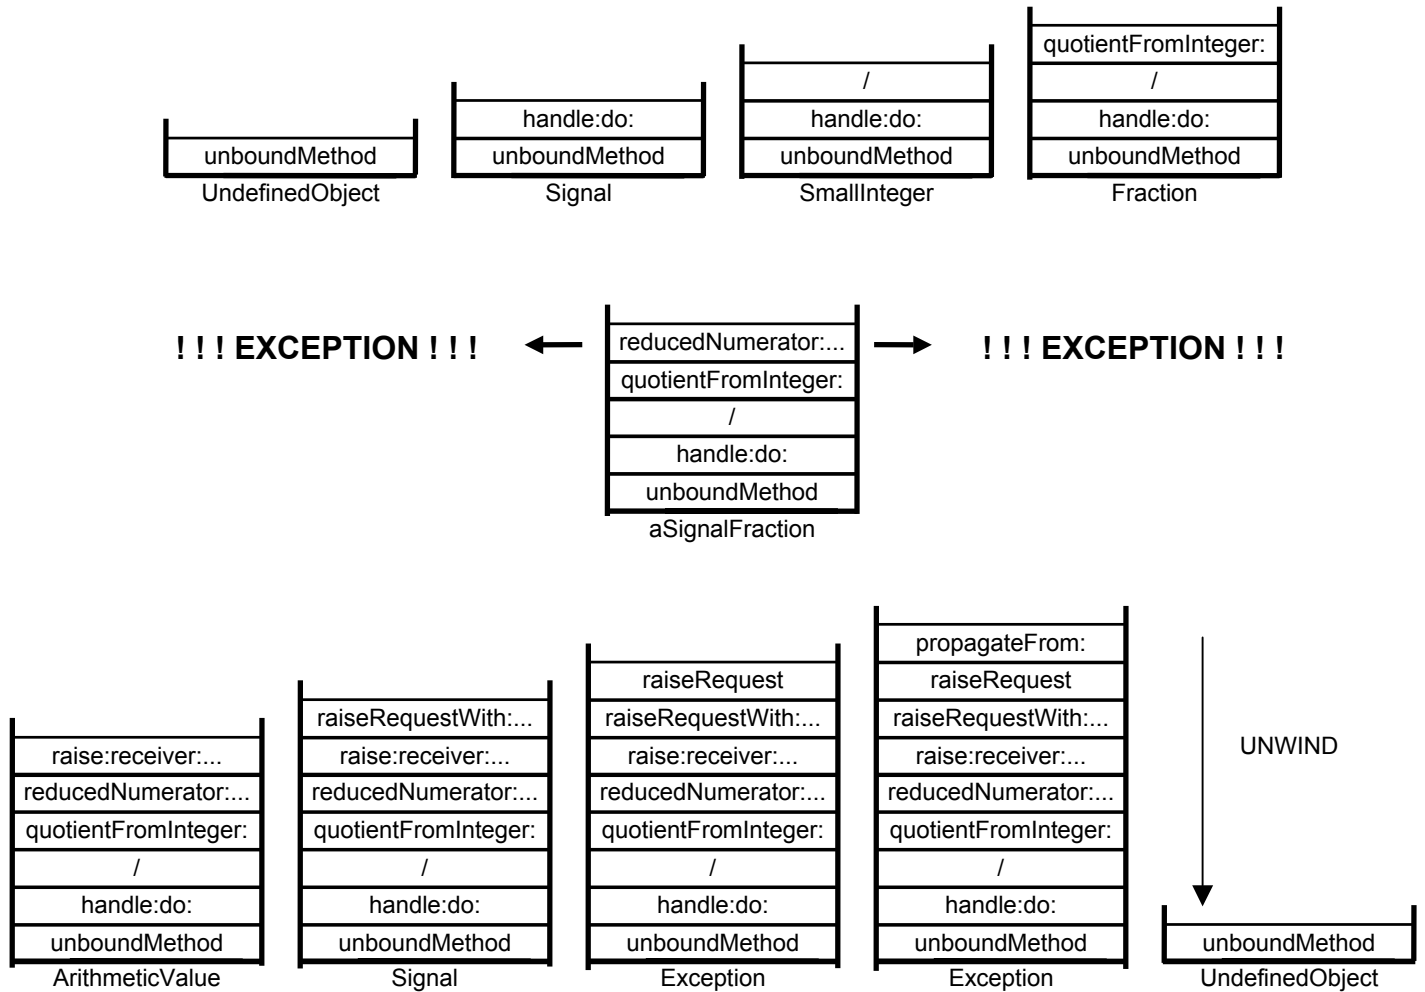 unboundMethod
UndefinedObject
handle:do:
unboundMethod
Signal
/
handle:do:
unboundMethod
SmallInteger
quotientFromInteger:
/
handle:do:
unboundMethod
Fraction
! ! ! EXCEPTION ! ! !
reducedNumerator:...
quotientFromInteger:
/
handle:do:
unboundMethod
aSignalFraction
! ! ! EXCEPTION ! ! !
raise:receiver:...
reducedNumerator:...
quotientFromInteger:
/
handle:do:
unboundMethod
ArithmeticValue
raiseRequestWith:...
raise:receiver:...
reducedNumerator:...
quotientFromInteger:
/
handle:do:
unboundMethod
Signal
raiseRequest
raiseRequestWith:...
raise:receiver:...
reducedNumerator:...
quotientFromInteger:
/
handle:do:
unboundMethod
Exception
propagateFrom:
raiseRequest
raiseRequestWith:...
raise:receiver:...
reducedNumerator:...
quotientFromInteger:
/
handle:do:
unboundMethod
Exception
UNWIND
unboundMethod
UndefinedObject